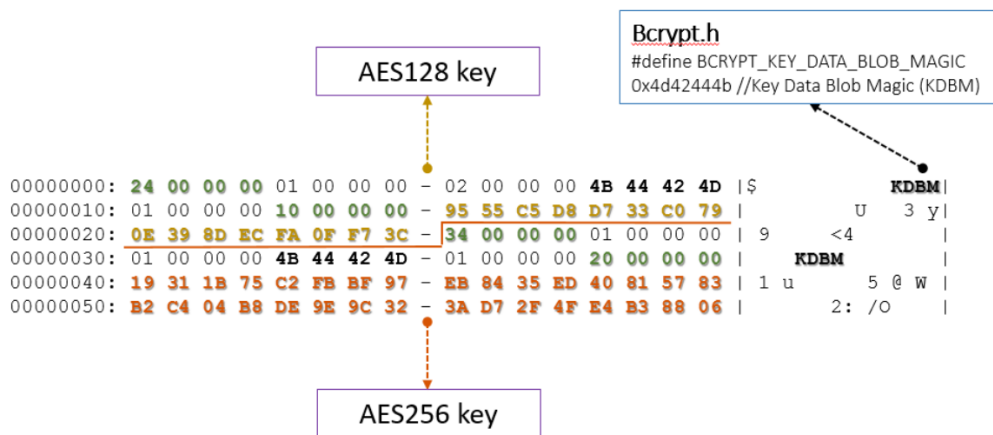 Bcrypt.h
#define BCRYPT_KEY_DATA_BLOB_MAGIC
0x4d42444b //Key Data Blob Magic (KDBM)
AES128 key
00000000: 24 00 00 00 01 00 00 00 - 02 00 00 00 4B 44 42 4D |$ KDBM|
00000010: 01 00 00 00 10 00 00 00 - 95 55 C5 D8 D7 33 C0 79 | U 3 y|
00000020: 0E 39 8D EC FA 0F F7 3C - 34 00 00 00 01 00 00 00 | 9 <4 |
00000030: 01 00 00 00 4B 44 42 4D - 01 00 00 00 20 00 00 00 | KDBM |
00000040: 19 31 1B 75 C2 FB BF 97 - EB 84 35 ED 40 81 57 83 | 1 u 5 @ W |
00000050: B2 C4 04 B8 DE 9E 9C 32 - 3A D7 2F 4F E4 B3 88 06 | 2: /O |
AES256 key